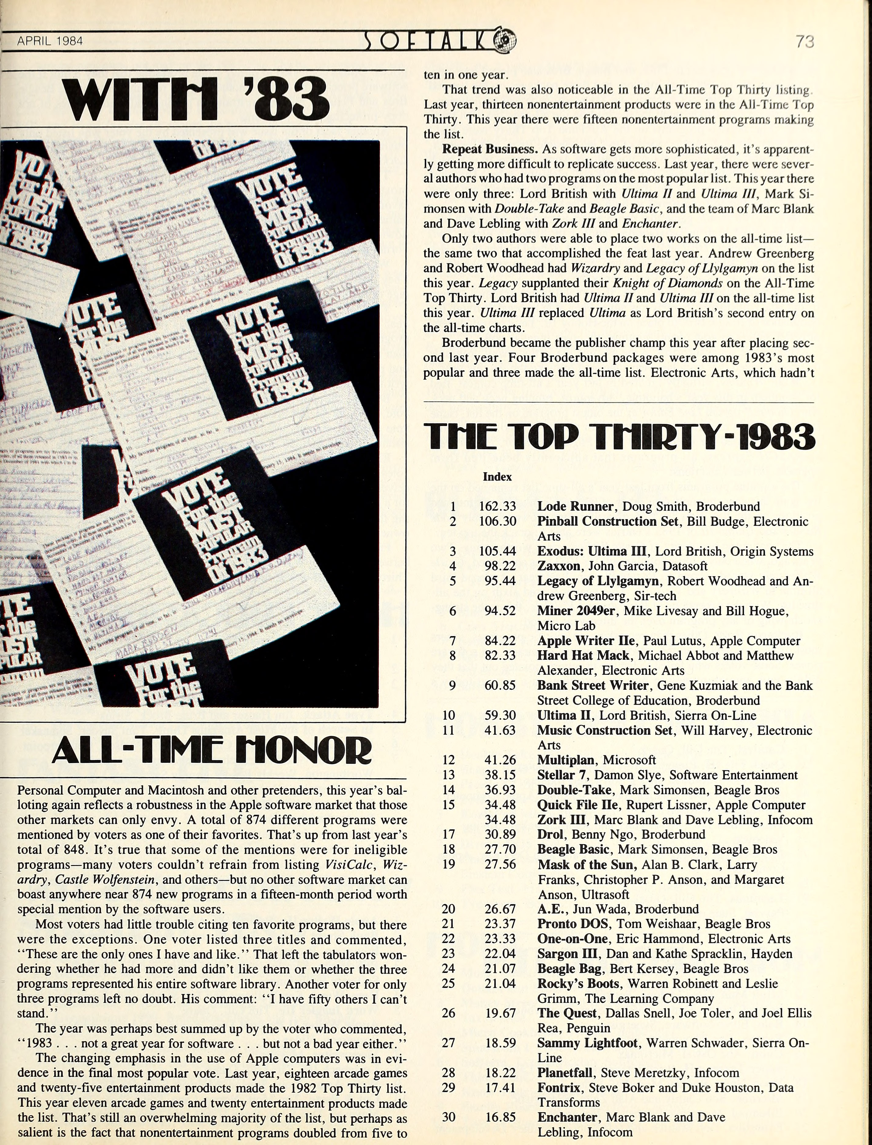 APRIL 1984
SOFTALK
73
WITH '83
VOTE
For the
MOST
POPULAR
Program
of 1983
ALL-TIME HONOR
Personal Computer and Macintosh and other pretenders, this year's bal-
loting again reflects a robustness in the Apple software market that those
other markets can only envy. A total of 874 different programs were
mentioned by voters as one of their favorites. That's up from last year's
total of 848. It's true that some of the mentions were for ineligible
programs—many voters couldn't refrain from listing VisiCalc, Wiz-
ardry, Castle Wolfenstein, and others—but no other software market can
boast anywhere near 874 new programs in a fifteen-month period worth
special mention by the software users.
Most voters had little trouble citing ten favorite programs, but there
were the exceptions. One voter listed three titles and commented,
"These are the only ones I have and like." That left the tabulators won-
dering whether he had more and didn't like them or whether the three
programs represented his entire software library. Another voter for only
three programs left no doubt. His comment: "I have fifty others I can't
stand."
The year was perhaps best summed up by the voter who commented,
"1983 . . . not a great year for software . . . but not a bad year either."
The changing emphasis in the use of Apple computers was in evi-
dence in the final most popular vote. Last year, eighteen arcade games
and twenty-five entertainment products made the 1982 Top Thirty list.
This year eleven arcade games and twenty entertainment products made
the list. That's still an overwhelming majority of the list, but perhaps as
salient is the fact that nonentertainment programs doubled from five to
ten in one year.
That trend was also noticeable in the All-Time Top Thirty listing.
Last year, thirteen nonentertainment products were in the All-Time Top
Thirty. This year there were fifteen nonentertainment programs making
the list.
Repeat Business. As software gets more sophisticated, it's apparent-
ly getting more difficult to replicate success. Last year, there were sever-
al authors who had two programs on the most popular list. This year there
were only three: Lord British with Ultima II and Ultima III, Mark Si-
monsen with Double-Take and Beagle Basic, and the team of Marc Blank
and Dave Lebling with Zork III and Enchanter.
Only two authors were able to place two works on the all-time list—
the same two that accomplished the feat last year. Andrew Greenberg
and Robert Woodhead had Wizardry and Legacy of Llylgamyn on the list
this year. Legacy supplanted their Knight of Diamonds on the All-Time
Top Thirty. Lord British had Ultima II and Ultima III on the all-time list
this year. Ultima III replaced Ultima as Lord British's second entry on
the all-time charts.
Broderbund became the publisher champ this year after placing sec-
ond last year. Four Broderbund packages were among 1983's most
popular and three made the all-time list. Electronic Arts, which hadn't
THE TOP THIRTY-1983
Index
1 162.33 Lode Runner, Doug Smith, Broderbund
2 106.30 Pinball Construction Set, Bill Budge, Electronic
Arts
3 105.44 Exodus: Ultima III, Lord British, Origin Systems
4 98.22 Zaxxon, John Garcia, Datasoft
5 95.44 Legacy of Llylgamyn, Robert Woodhead and An-
drew Greenberg, Sir-tech
6 94.52 Miner 2049er, Mike Livesay and Bill Hogue,
Micro Lab
7 84.22 Apple Writer IIe, Paul Lutus, Apple Computer
8 82.33 Hard Hat Mack, Michael Abbot and Matthew
Alexander, Electronic Arts
9 60.85 Bank Street Writer, Gene Kuzmiak and the Bank
Street College of Education, Broderbund
10 59.30 Ultima II, Lord British, Sierra On-Line
11 41.63 Music Construction Set, Will Harvey, Electronic
Arts
12 41.26 Multiplan, Microsoft
13 38.15 Stellar 7, Damon Slye, Software Entertainment
14 36.93 Double-Take, Mark Simonsen, Beagle Bros
15 34.48 Quick File IIe, Rupert Lissner, Apple Computer
34.48 Zork III, Marc Blank and Dave Lebling, Infocom
17 30.89 Drol, Benny Ngo, Broderbund
18 27.70 Beagle Basic, Mark Simonsen, Beagle Bros
19 27.56 Mask of the Sun, Alan B. Clark, Larry
Franks, Christopher P. Anson, and Margaret
Anson, Ultrasoft
20 26.67 A.E., Jun Wada, Broderbund
21 23.37 Pronto DOS, Tom Weishaar, Beagle Bros
22 23.33 One-on-One, Eric Hammond, Electronic Arts
23 22.04 Sargon III, Dan and Kathe Spracklin, Hayden
24 21.07 Beagle Bag, Bert Kersey, Beagle Bros
25 21.04 Rocky's Boots, Warren Robinett and Leslie
Grimm, The Learning Company
26 19.67 The Quest, Dallas Snell, Joe Toler, and Joel Ellis
Rea, Penguin
27 18.59 Sammy Lightfoot, Warren Schwader, Sierra On-
Line
28 18.22 Planetfall, Steve Meretzky, Infocom
29 17.41 Fontrix, Steve Boker and Duke Houston, Data
Transforms
30 16.85 Enchanter, Marc Blank and Dave
Lebling, Infocom